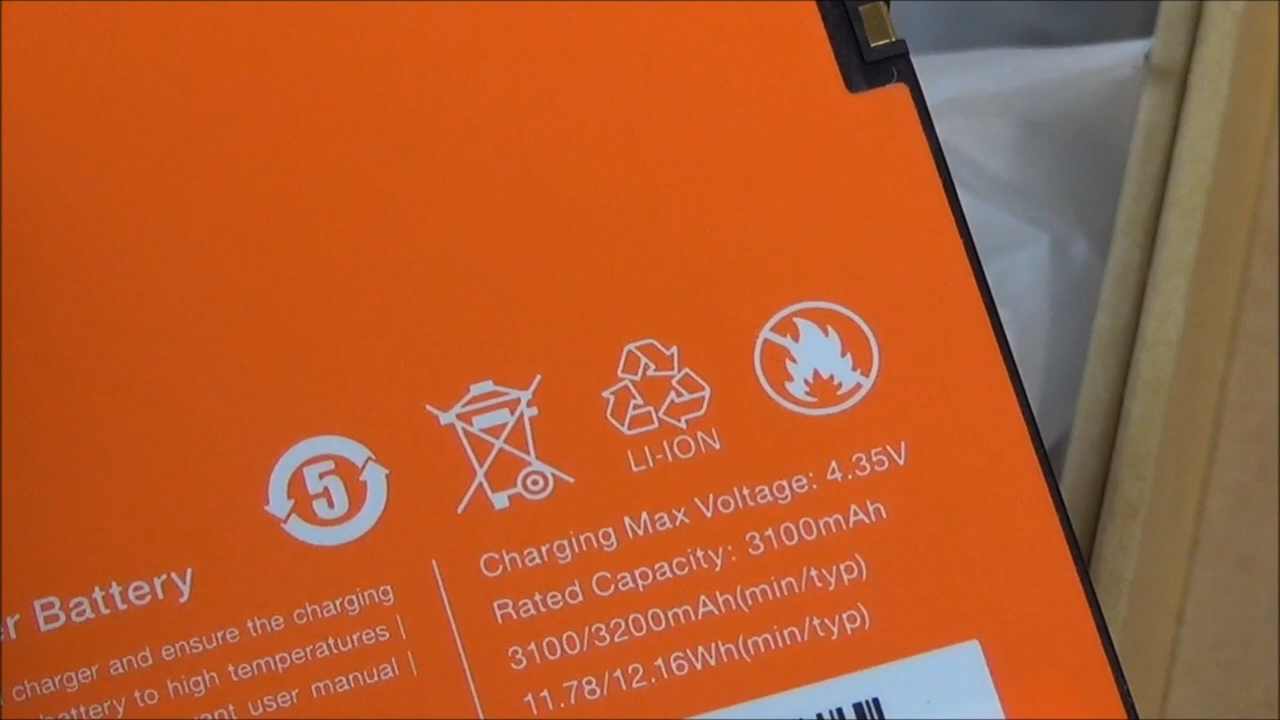 5
LI-ION
Charging Max Voltage: 4.35V
Rated Capacity: 3100mAh
3100/3200mAh(min/typ)
11.78/12.16Wh(min/typ)
Battery
charger and ensure the charging
battery to high temperatures |
user manual |